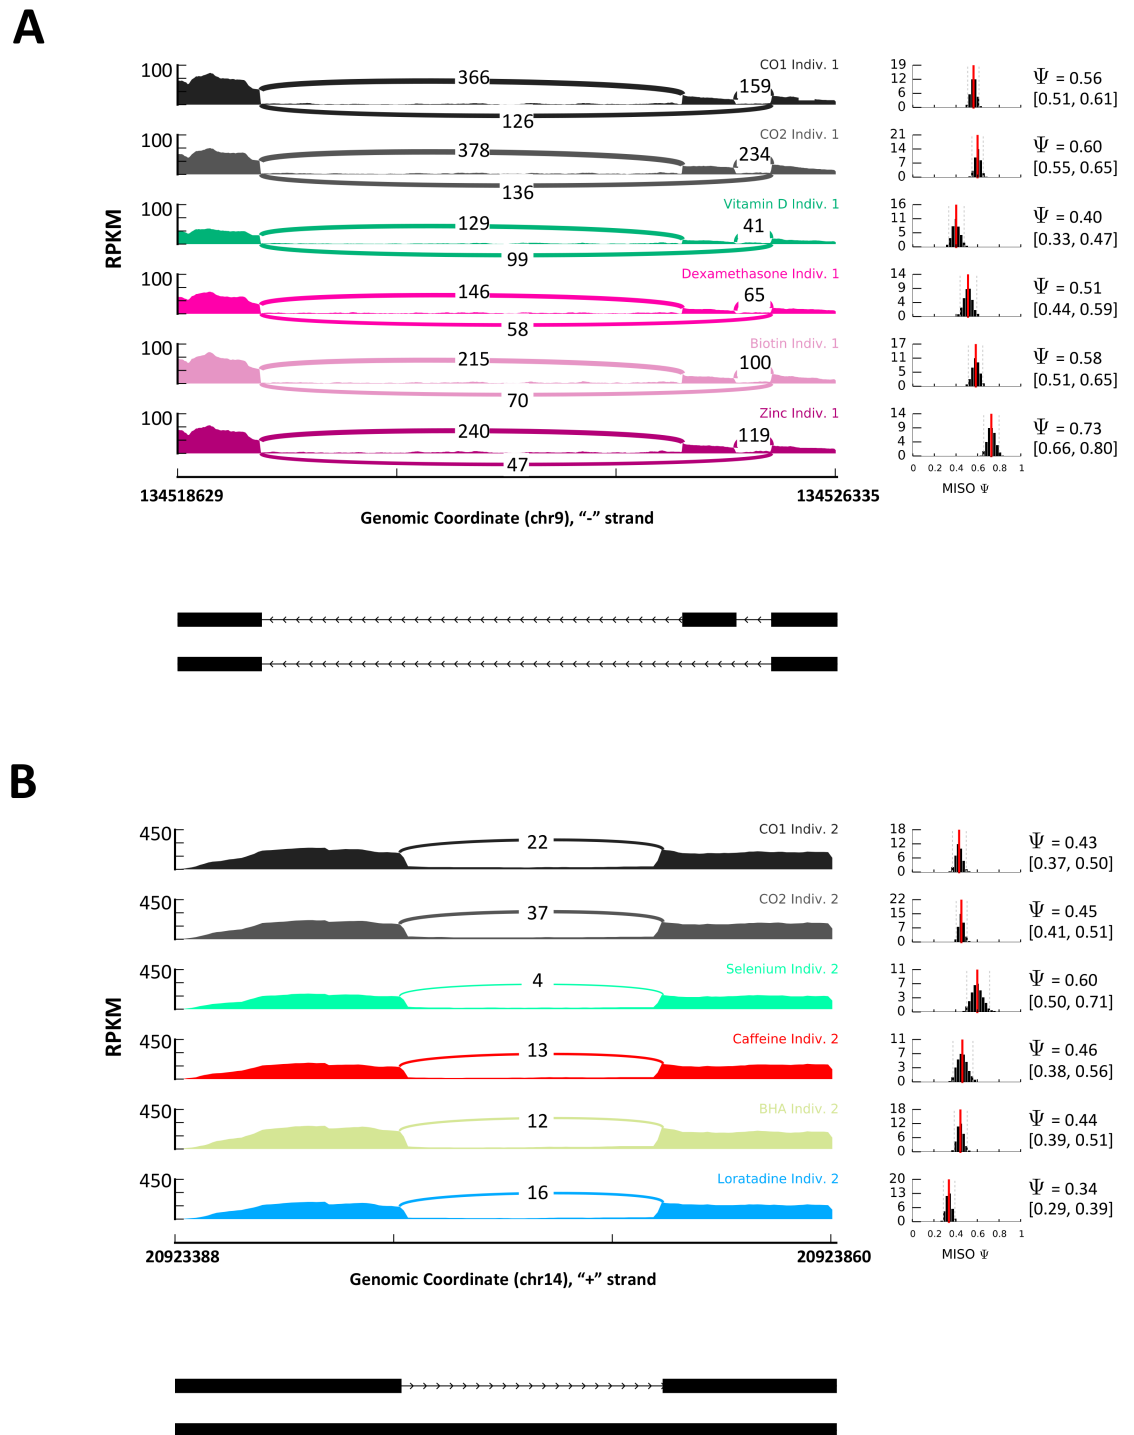 A
RPKM
100
CO1 Indiv. 1
366
159
126
19
12
6
0
Ψ = 0.56
[0.51, 0.61]
100
CO2 Indiv. 1
378
234
136
21
14
7
0
Ψ = 0.60
[0.55, 0.65]
100
Vitamin D Indiv. 1
129
41
99
16
11
5
0
Ψ = 0.40
[0.33, 0.47]
100
Dexamethasone Indiv. 1
146
65
58
14
9
4
0
Ψ = 0.51
[0.44, 0.59]
100
Biotin Indiv. 1
215
100
70
17
11
5
0
Ψ = 0.58
[0.51, 0.65]
100
Zinc Indiv. 1
240
119
47
14
9
4
0
Ψ = 0.73
[0.66, 0.80]
0 0.2 0.4 0.6 0.8 1
MISO Ψ
134518629 134526335
Genomic Coordinate (chr9), “-” strand
B
RPKM
450
CO1 Indiv. 2
22
18
12
6
0
Ψ = 0.43
[0.37, 0.50]
450
CO2 Indiv. 2
37
22
15
7
0
Ψ = 0.45
[0.41, 0.51]
450
Selenium Indiv. 2
4
11
7
3
0
Ψ = 0.60
[0.50, 0.71]
450
Caffeine Indiv. 2
13
11
7
3
0
Ψ = 0.46
[0.38, 0.56]
450
BHA Indiv. 2
12
18
12
6
0
Ψ = 0.44
[0.39, 0.51]
450
Loratadine Indiv. 2
16
20
13
6
0
Ψ = 0.34
[0.29, 0.39]
0 0.2 0.4 0.6 0.8 1
MISO Ψ
20923388 20923860
Genomic Coordinate (chr14), “+” strand